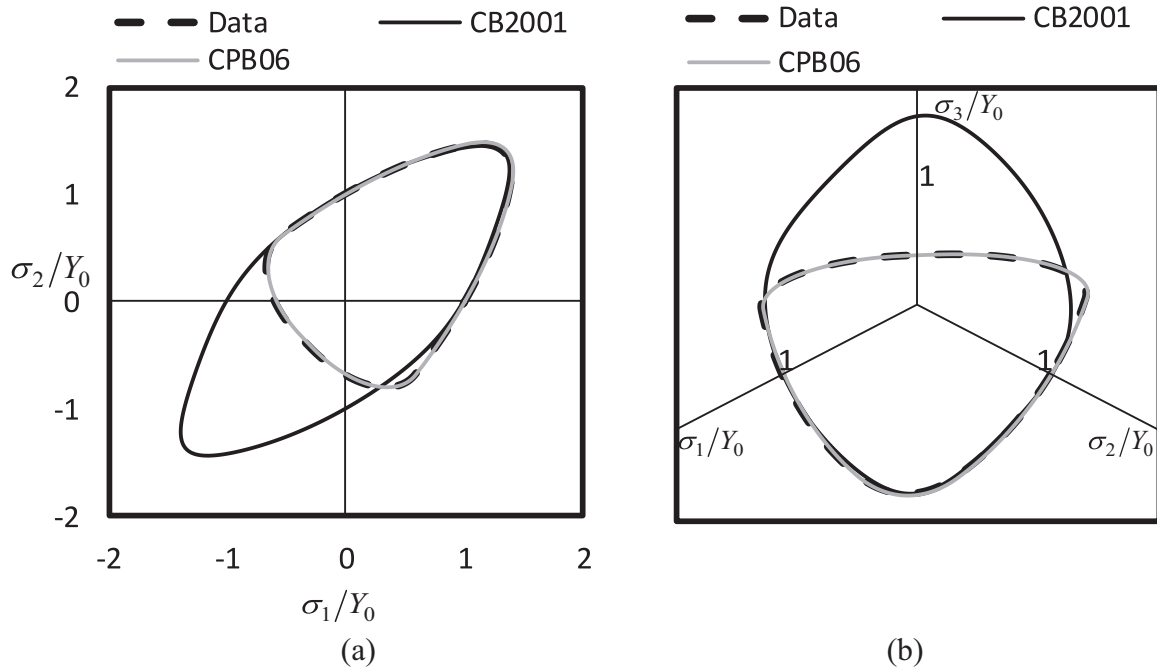 Data
CB2001
CPB06
2
1
σ2/Y0
0
-1
-2
-2
-1
0
1
2
σ1/Y0
(a)
Data
CB2001
CPB06
σ3/Y0
1
1
1
σ1/Y0
σ2/Y0
(b)